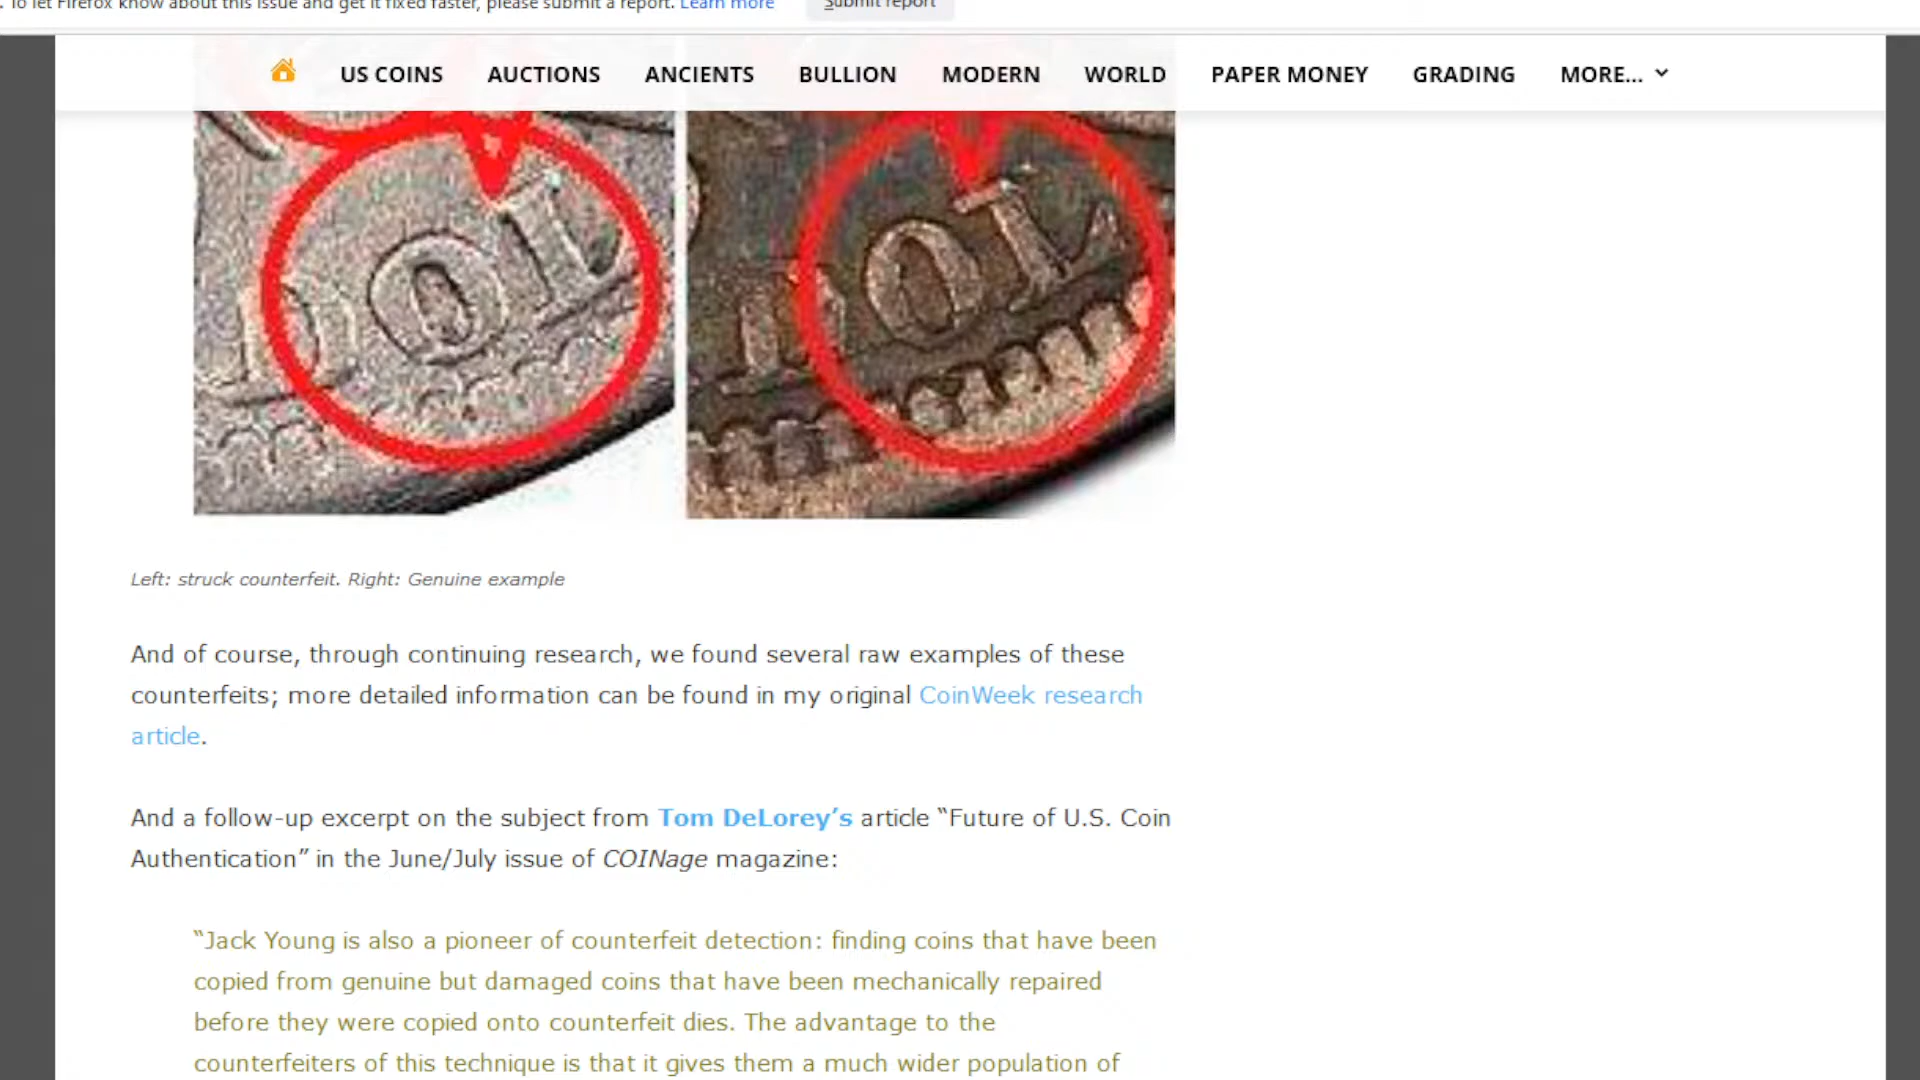 . To let Firefox know about this issue and get it fixed faster, please submit a report. Learn more Submit report
US COINS AUCTIONS ANCIENTS BULLION MODERN WORLD PAPER MONEY GRADING MORE...
OL
OL
Left: struck counterfeit. Right: Genuine example
And of course, through continuing research, we found several raw examples of these
counterfeits; more detailed information can be found in my original CoinWeek research
article.
And a follow-up excerpt on the subject from Tom DeLorey’s article “Future of U.S. Coin
Authentication” in the June/July issue of COINage magazine:
“Jack Young is also a pioneer of counterfeit detection: finding coins that have been
copied from genuine but damaged coins that have been mechanically repaired
before they were copied onto counterfeit dies. The advantage to the
counterfeiters of this technique is that it gives them a much wider population of